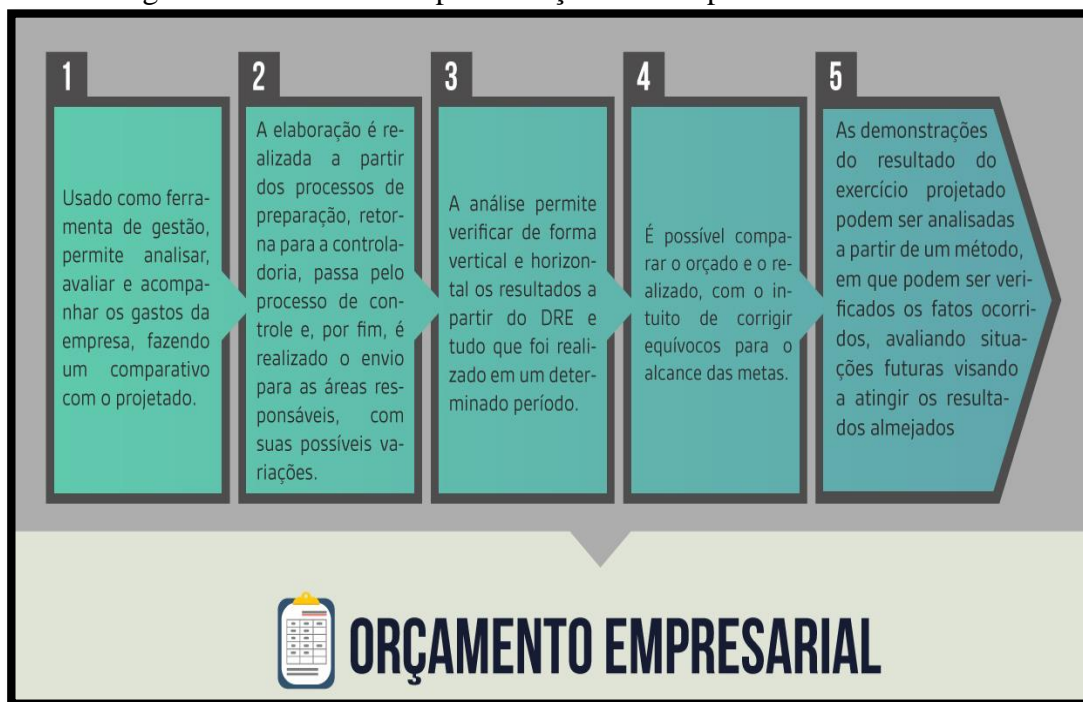 1
Usado como ferra-
menta de gestão,
permite analisar,
avaliar e acompa-
nhar os gastos da
empresa, fazendo
um comparativo
com o projetado.
2
A elaboração é re-
alizada a partir
dos processos de
preparação, retor-
na para a controla-
doria, passa pelo
processo de con-
trole e, por fim, é
realizado o envio
para as áreas res-
ponsáveis, com
suas possíveis va-
riações.
3
A análise permite
verificar de forma
vertical e horizon-
tal os resultados a
partir do DRE e
tudo que foi reali-
zado em um deter-
minado período.
4
É possível compa-
rar o orçado e o re-
alizado, com o in-
tuito de corrigir
equívocos para o
alcance das metas.
5
As demonstrações
do resultado do
exercício projetado
podem ser analisadas
a partir de um método,
em que podem ser veri-
ficados os fatos ocorri-
dos, avaliando situa-
ções futuras visando
a atingir os resulta-
dos almejados
ORÇAMENTO EMPRESARIAL